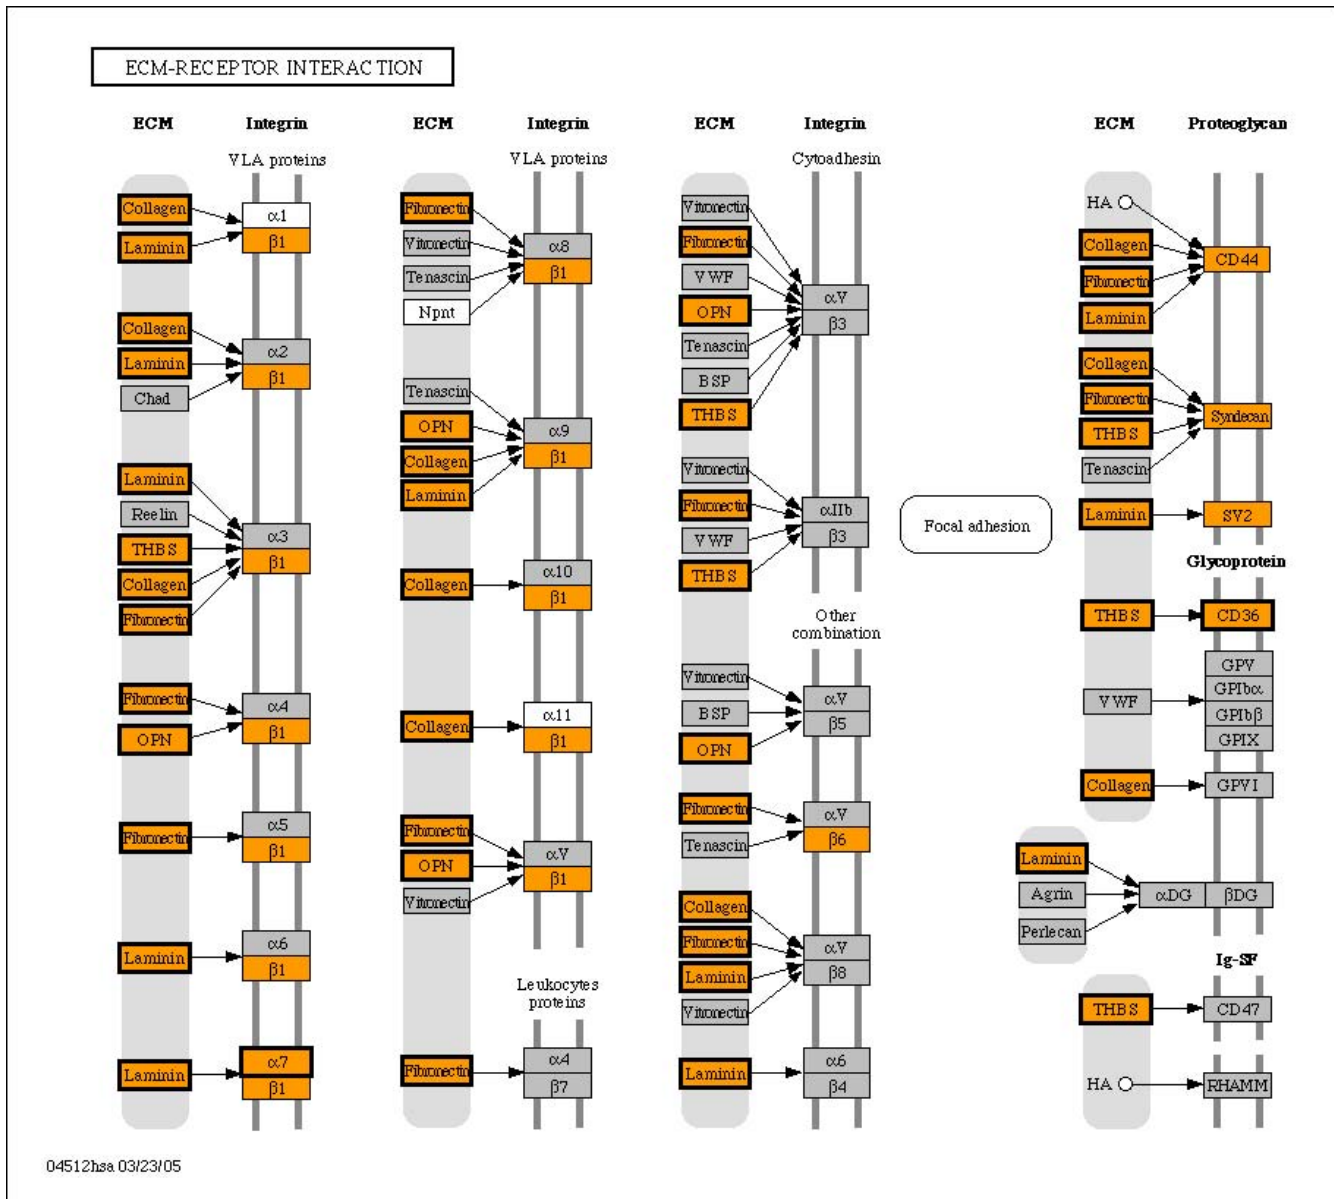 ECM-RECEPTOR INTERACTION
ECM
Integrin
VLA proteins
Collagen
Laminin
α1
β1
Collagen
Laminin
Chad
α2
β1
Laminin
Reelin
THBS
Collagen
Fibronectin
α3
β1
Fibronectin
OPN
α4
β1
Fibronectin
α5
β1
Laminin
α6
β1
Laminin
α7
β1
ECM
Integrin
VLA proteins
Fibronectin
Vitronectin
Tenascin
Npnt
α8
β1
Tenascin
OPN
Collagen
Laminin
α9
β1
Collagen
α10
β1
Collagen
α11
β1
Fibronectin
OPN
Vitronectin
αV
β1
Leukocytes
proteins
Fibronectin
α4
β7
ECM
Integrin
Cytoadhesin
Vitronectin
Fibronectin
VWF
OPN
Tenascin
BSP
THBS
αV
β3
Vitronectin
Fibronectin
VWF
THBS
αIIb
β3
Other
combination
Vitronectin
BSP
OPN
αV
β5
Fibronectin
Tenascin
αV
β6
Collagen
Fibronectin
Laminin
Vitronectin
αV
β8
Laminin
α6
β4
Focal adhesion
ECM
Proteoglycan
HA
Collagen
Fibronectin
Laminin
CD44
Collagen
Fibronectin
THBS
Tenascin
Syndecan
Laminin
SV2
Glycoprotein
THBS
CD36
VWF
GPV
GPIbα
GPIbβ
GPIX
Collagen
GPVI
Laminin
Agrin
Perlecan
αDG
βDG
Ig-SF
THBS
CD47
HA
RHAMM
04512hsa 03/23/05